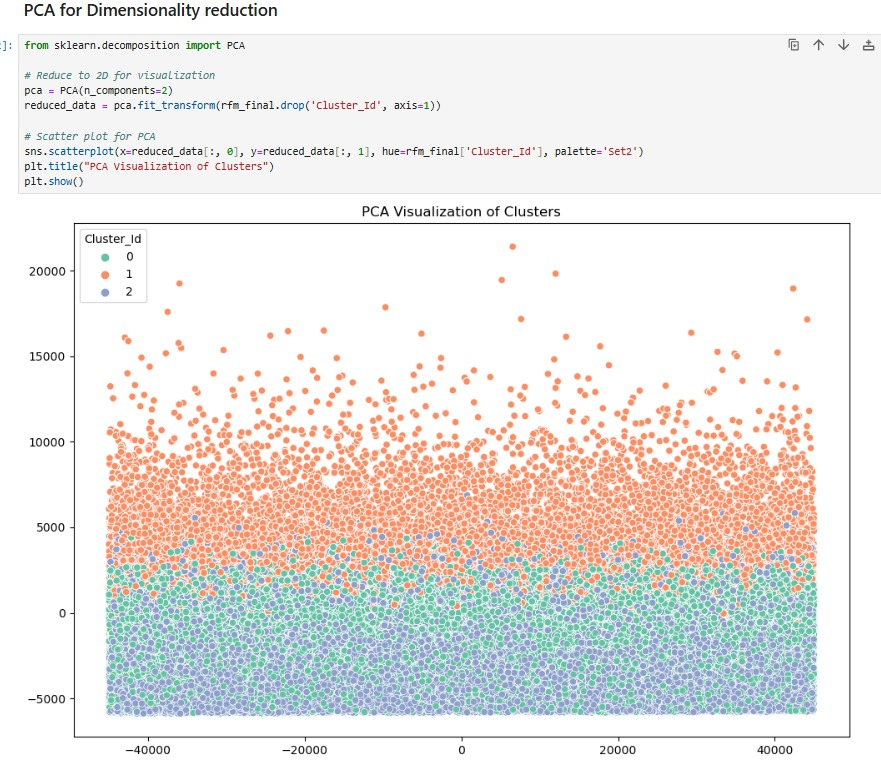 PCA for Dimensionality reduction
]:
from sklearn.decomposition import PCA
# Reduce to 2D for visualization
pca = PCA(n_components=2)
reduced_data = pca.fit_transform(rfm_final.drop('Cluster_Id', axis=1))
# Scatter plot for PCA
sns.scatterplot(x=reduced_data[:, 0], y=reduced_data[:, 1], hue=rfm_final['Cluster_Id'], palette='Set2')
plt.title("PCA Visualization of Clusters")
plt.show()
PCA Visualization of Clusters
Cluster_Id
0
1
2
20000
15000
10000
5000
0
−5000
−40000 −20000 0 20000 40000